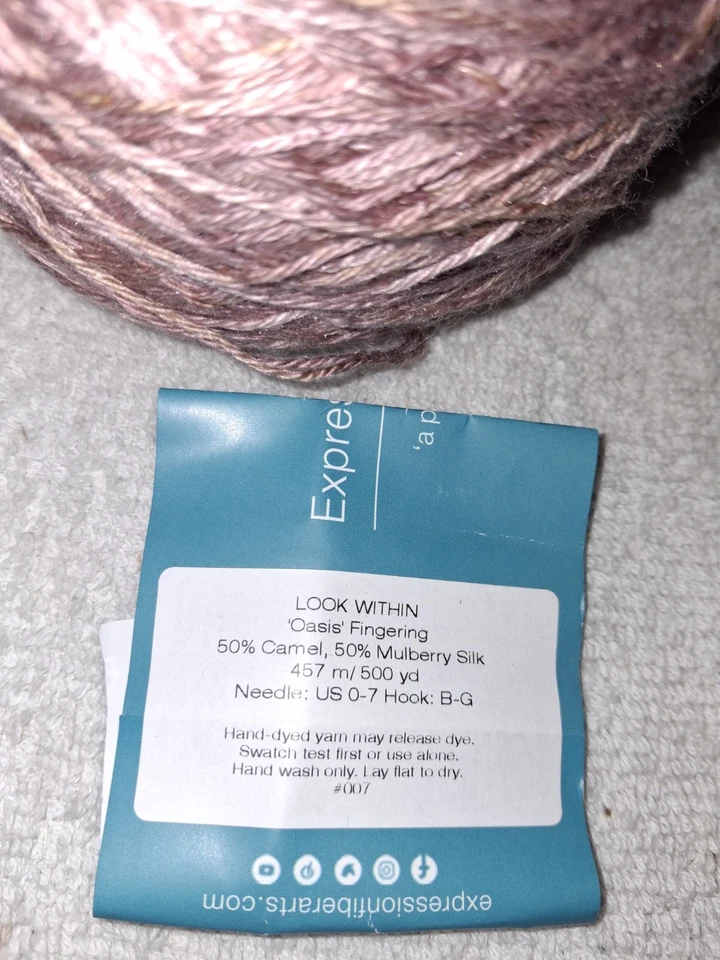 Expres
'a p
LOOK WITHIN
'Oasis' Fingering
50% Camel, 50% Mulberry Silk
457 m/ 500 yd
Needle: US 0-7 Hook: B-G
Hand-dyed yarn may release dye.
Swatch test first or use alone.
Hand wash only. Lay flat to dry.
#007
expressionfiberarts.com